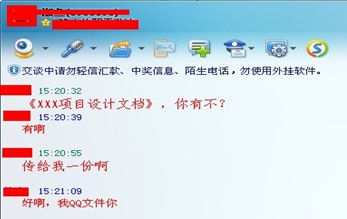 交谈中请勿轻信汇款、中奖信息、陌生电话，勿使用外挂软件。
15:20:32
《XXX项目设计文档》，你有不？
15:20:39
有啊
15:20:55
传给我一份啊
15:21:09
好啊，我QQ文件你